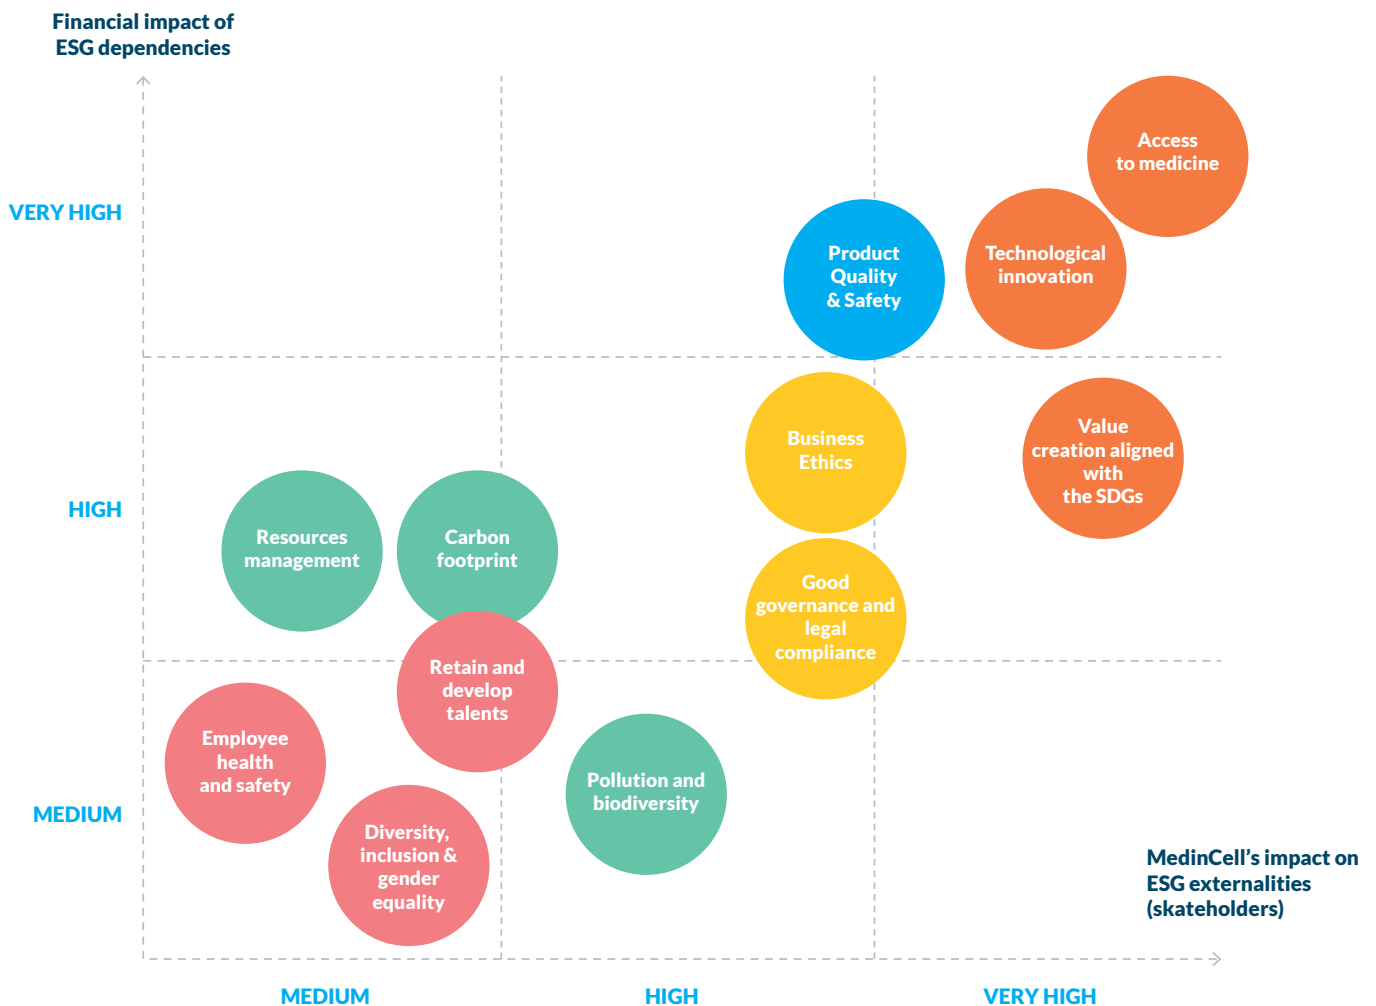 Financial impact of
ESG dependencies
Access
to medicine
VERY HIGH
Product
Quality
& Safety
Technological
innovation
Business
Ethics
Value
creation aligned
with
the SDGs
HIGH
Resources
management
Carbon
footprint
Good
governance and
legal
compliance
Retain and
develop
talents
Employee
health
and safety
Pollution and
biodiversity
MEDIUM
Diversity,
inclusion &
gender
equality
MedinCell’s impact on
ESG externalities
(skateholders)
MEDIUM
HIGH
VERY HIGH